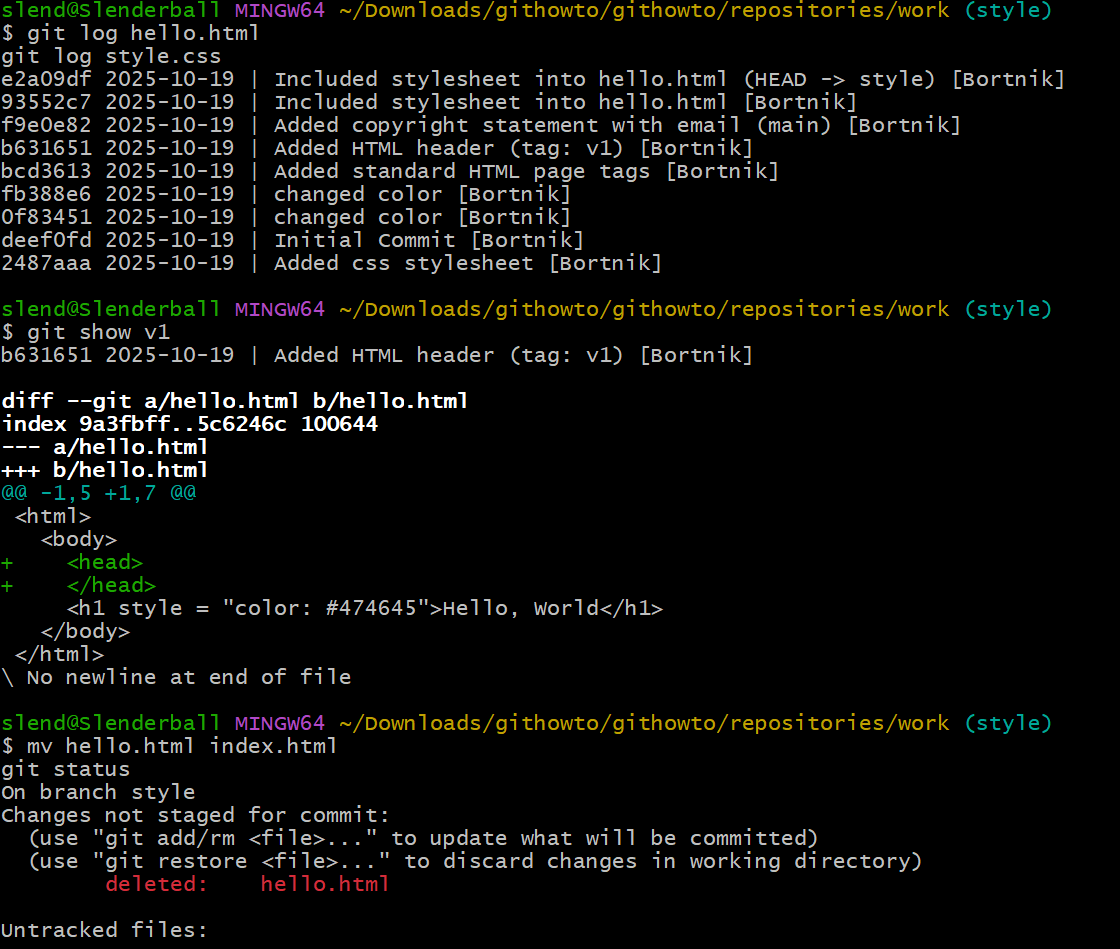 slend@Slenderball MINGW64 ~/Downloads/githowto/githowto/repositories/work (style)
$ git log hello.html
git log style.css
e2a09df 2025-10-19 | Included stylesheet into hello.html (HEAD -> style) [Bortnik]
93552c7 2025-10-19 | Included stylesheet into hello.html [Bortnik]
f9e0e82 2025-10-19 | Added copyright statement with email (main) [Bortnik]
b631651 2025-10-19 | Added HTML header (tag: v1) [Bortnik]
bcd3613 2025-10-19 | Added standard HTML page tags [Bortnik]
fb388e6 2025-10-19 | changed color [Bortnik]
0f83451 2025-10-19 | changed color [Bortnik]
deef0fd 2025-10-19 | Initial Commit [Bortnik]
2487aaa 2025-10-19 | Added css stylesheet [Bortnik]

slend@Slenderball MINGW64 ~/Downloads/githowto/githowto/repositories/work (style)
$ git show v1
b631651 2025-10-19 | Added HTML header (tag: v1) [Bortnik]

diff --git a/hello.html b/hello.html
index 9a3fbff..5c6246c 100644
--- a/hello.html
+++ b/hello.html
@@ -1,5 +1,7 @@
 <html>
   <body>
+    <head>
+    </head>
     <h1 style = "color: #474645">Hello, World</h1>
   </body>
 </html>
\ No newline at end of file

slend@Slenderball MINGW64 ~/Downloads/githowto/githowto/repositories/work (style)
$ mv hello.html index.html
git status
On branch style
Changes not staged for commit:
  (use "git add/rm <file>..." to update what will be committed)
  (use "git restore <file>..." to discard changes in working directory)
        deleted:    hello.html

Untracked files: